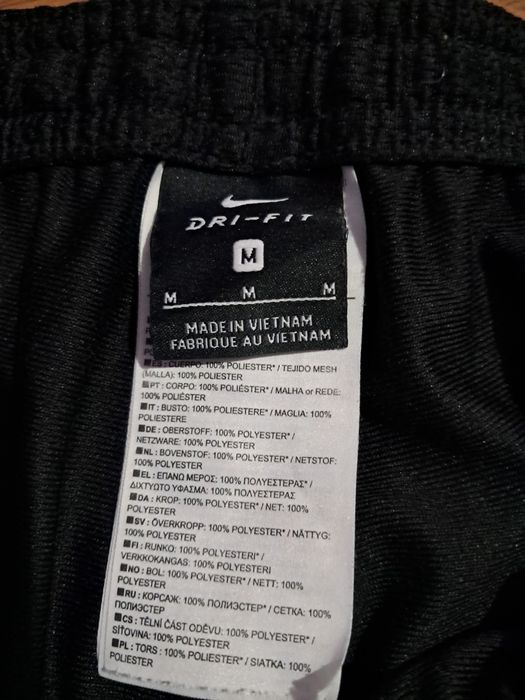 DRI-FIT
M
M M M
MADE IN VIETNAM
FABRIQUE AU VIETNAM
■ES : CUERPO: 100% POLIESTER* / TEJIDO MESH
(MALLA): 100% POLIESTER
■PT : CORPO: 100% POLIÉSTER* / MALHA or REDE:
100% POLIÉSTER
■IT : BUSTO: 100% POLIESTERE* / MAGLIA: 100%
POLIESTERE
■DE : OBERSTOFF: 100% POLYESTER* /
NETZWARE: 100% POLYESTER
■NL : BOVENSTOF: 100% POLYESTER* / NETSTOF:
100% POLYESTER
■EL : ΕΠΑΝΩ ΜΕΡΟΣ: 100% ΠΟΛΥΕΣΤΕΡΑΣ* /
ΔΙΧΤΥΩΤΟ ΥΦΑΣΜΑ: 100% ΠΟΛΥΕΣΤΕΡΑΣ
■DA : KROP: 100% POLYESTER* / NET: 100%
POLYESTER
■SV : ÖVERKROPP: 100% POLYESTER* / NÄTTYG:
100% POLYESTER
■FI : RUNKO: 100% POLYESTERI* /
VERKKOKANGAS: 100% POLYESTERI
■NO : BOL: 100% POLYESTER* / NETT: 100%
POLYESTER
■RU : КОРСАЖ: 100% ПОЛИЭСТЕР* / СЕТКА: 100%
ПОЛИЭСТЕР
■CS : TĚLNÍ ČÁST ODĚVU: 100% POLYESTER* /
SÍŤOVINA: 100% POLYESTER
■PL : TORS : 100% POLIESTER* / SIATKA: 100%
POLIESTER